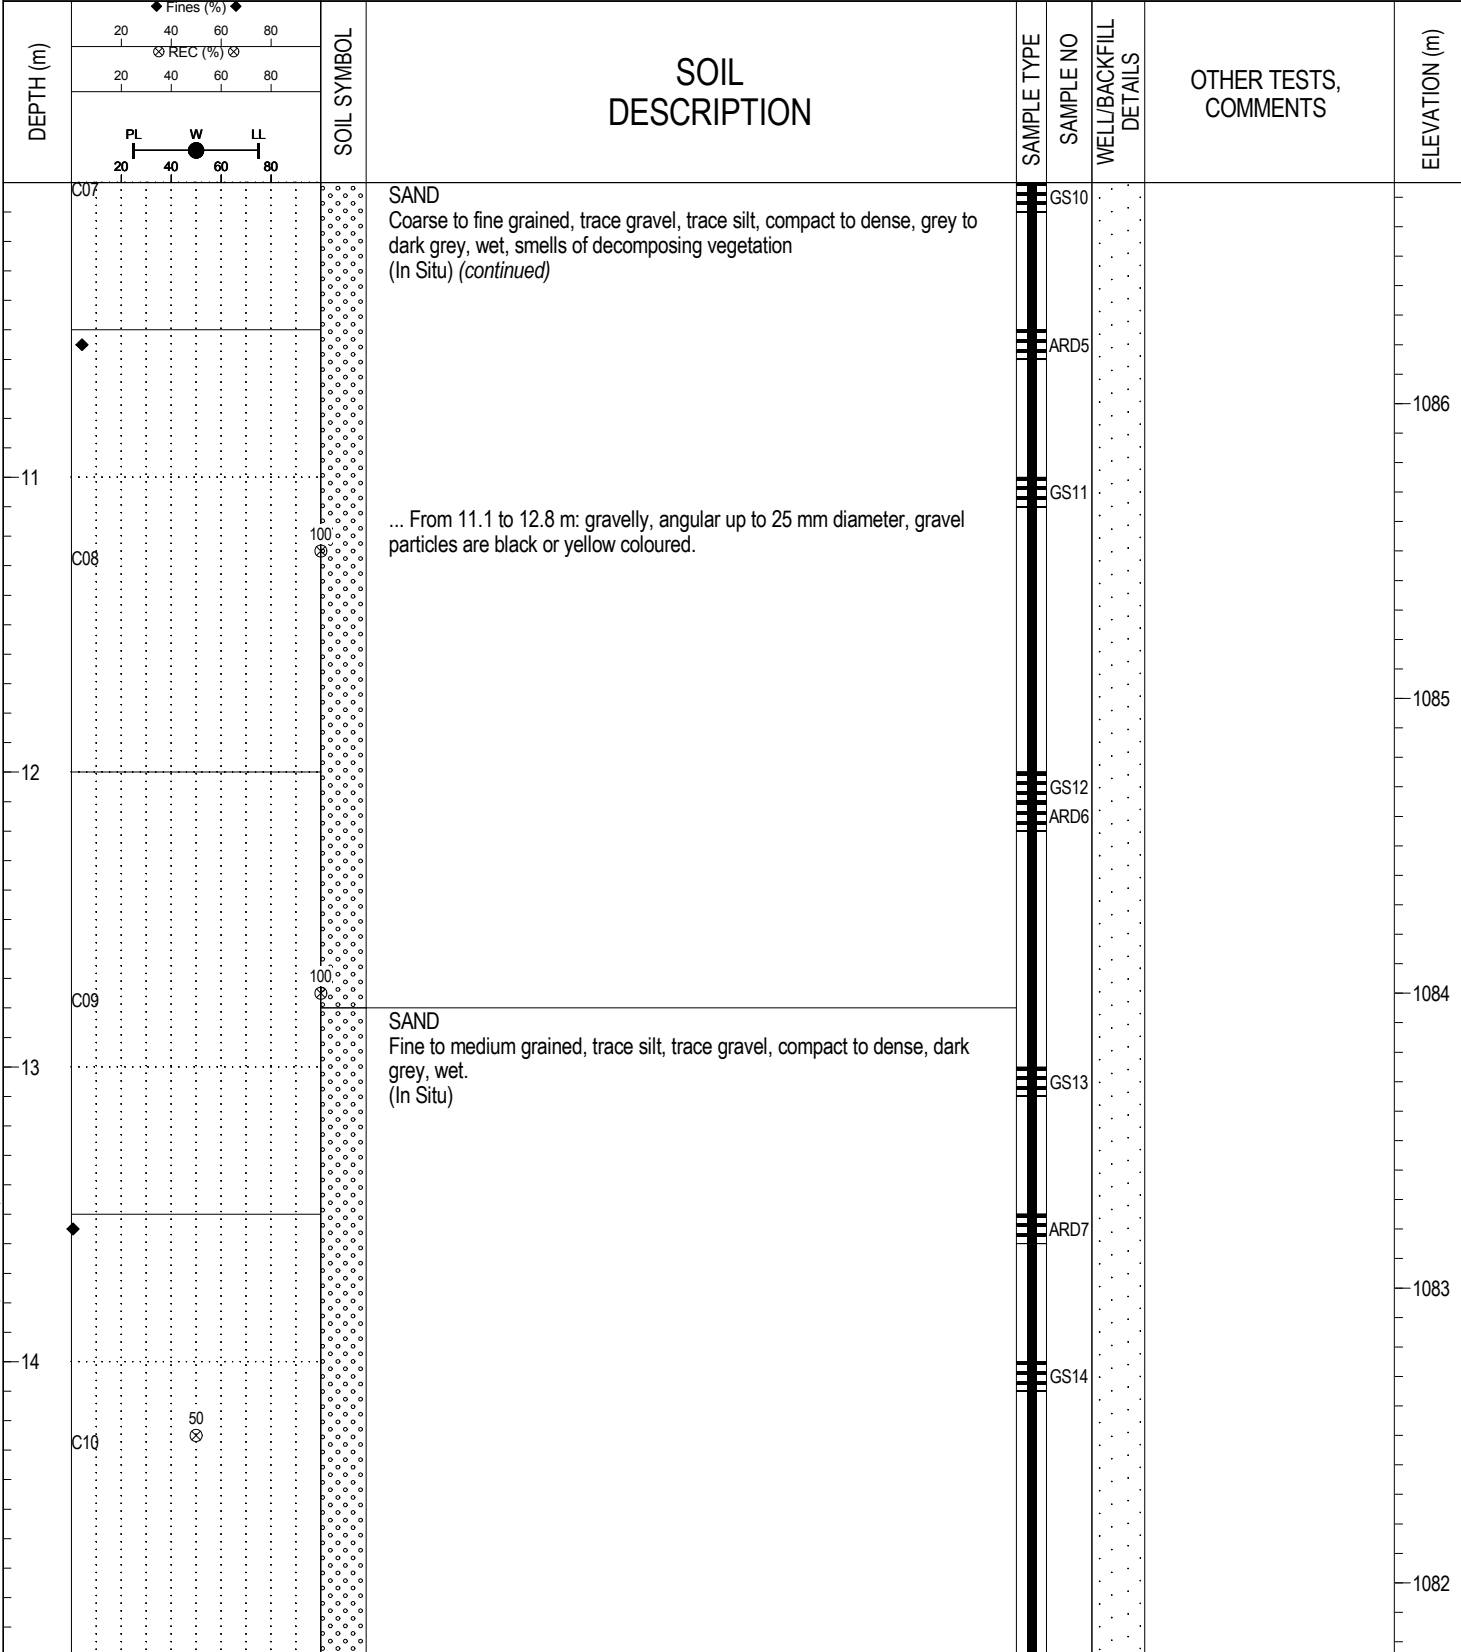 ◆ Fines (%) ◆
20 40 60 80
⊗ REC (%) ⊗
20 40 60 80
PL W LL
20 40 60 80
DEPTH (m)
SOIL SYMBOL
SOIL
DESCRIPTION
SAMPLE TYPE
SAMPLE NO
WELL/BACKFILL
DETAILS
OTHER TESTS,
COMMENTS
ELEVATION (m)
C07
SAND
Coarse to fine grained, trace gravel, trace silt, compact to dense, grey to
dark grey, wet, smells of decomposing vegetation
(In Situ) (continued)
GS10
ARD5
1086
11
GS11
... From 11.1 to 12.8 m: gravelly, angular up to 25 mm diameter, gravel
particles are black or yellow coloured.
100
C08
1085
12
GS12
ARD6
100
C09
1084
SAND
Fine to medium grained, trace silt, trace gravel, compact to dense, dark
grey, wet.
(In Situ)
13
GS13
ARD7
1083
14
GS14
50
C10
1082